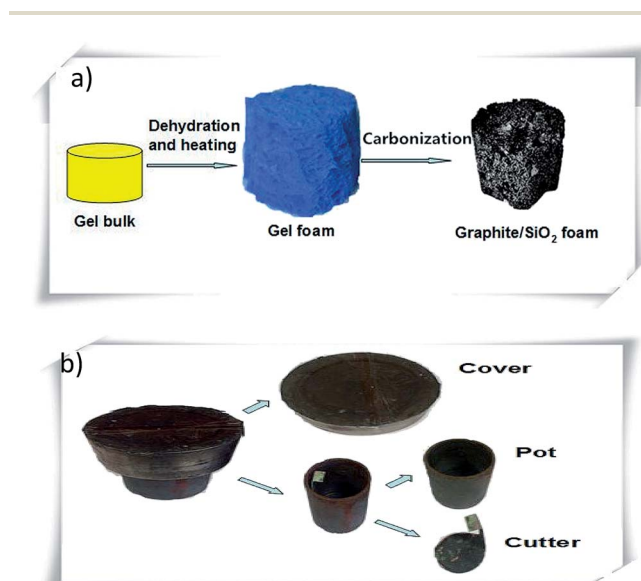 a)
Dehydration
and heating
Carbonization
Gel bulk
Gel foam
Graphite/SiO₂ foam
b)
Cover
Pot
Cutter